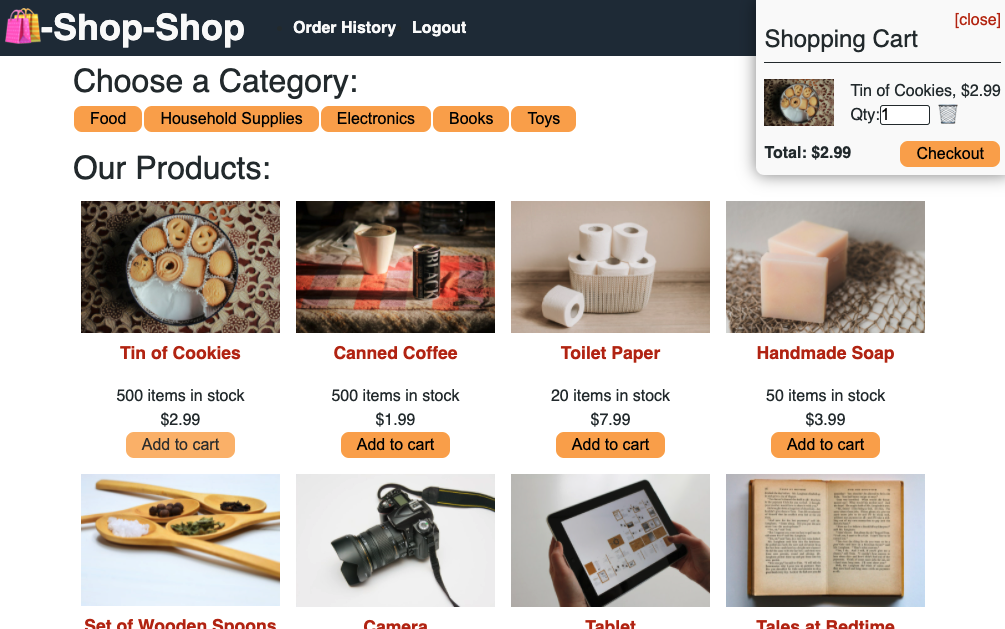 -Shop-Shop
Order History Logout
[close]
Shopping Cart
Tin of Cookies, $2.99
Qty: 1
Total: $2.99 Checkout
Choose a Category:
Food Household Supplies Electronics Books Toys
Our Products:
Tin of Cookies Canned Coffee Toilet Paper Handmade Soap
500 items in stock 500 items in stock 20 items in stock 50 items in stock
$2.99 $1.99 $7.99 $3.99
Add to cart Add to cart Add to cart Add to cart
Set of Wooden Spoons Camera Tablet Tales at Bedtime